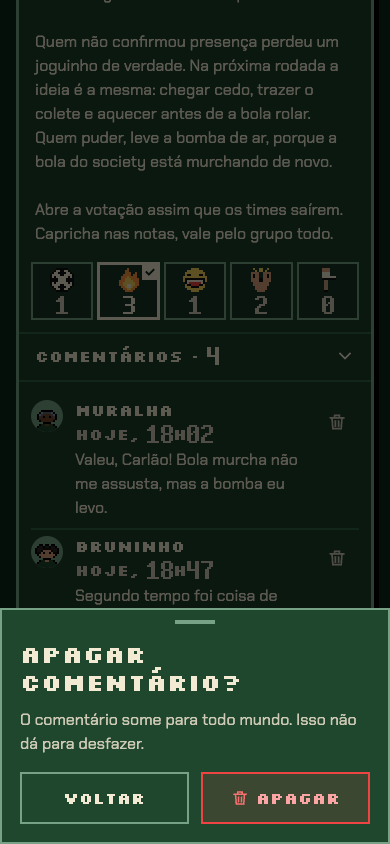 Quem não confirmou presença perdeu um
joguinho de verdade. Na próxima rodada a
ideia é a mesma: chegar cedo, trazer o
colete e aquecer antes de a bola rolar.
Quem puder, leve a bomba de ar, porque a
bola do society está murchando de novo.
Abre a votação assim que os times saírem.
Capricha nas notas, vale pelo grupo todo.
1 3 1 2 0
COMENTÁRIOS · 4
MURALHA
HOJE, 18H02
Valeu, Carlão! Bola murcha não
me assusta, mas a bomba eu
levo.
BRUNINHO
HOJE, 18H47
Segundo tempo foi coisa de
APAGAR
COMENTÁRIO?
O comentário some para todo mundo. Isso não
dá para desfazer.
VOLTAR APAGAR